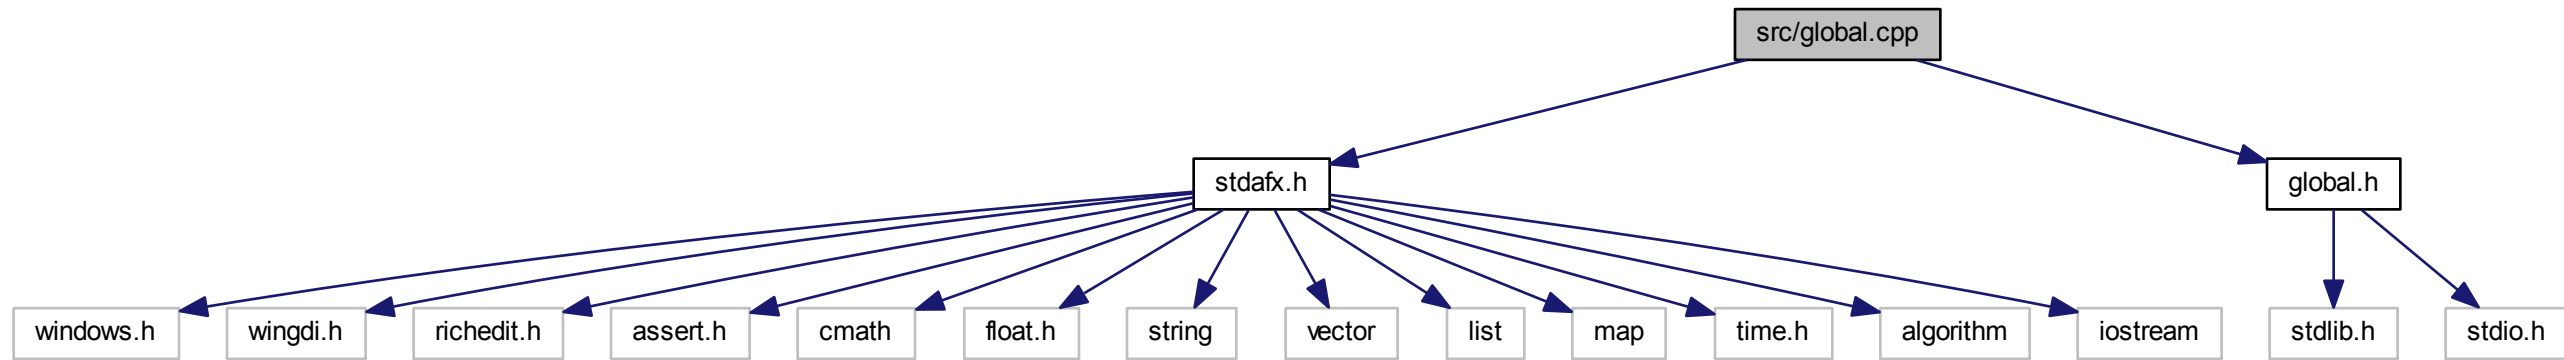 src/global.cpp
stdafx.h
global.h
windows.h
wingdi.h
richedit.h
assert.h
cmath
float.h
string
vector
list
map
time.h
algorithm
iostream
stdlib.h
stdio.h